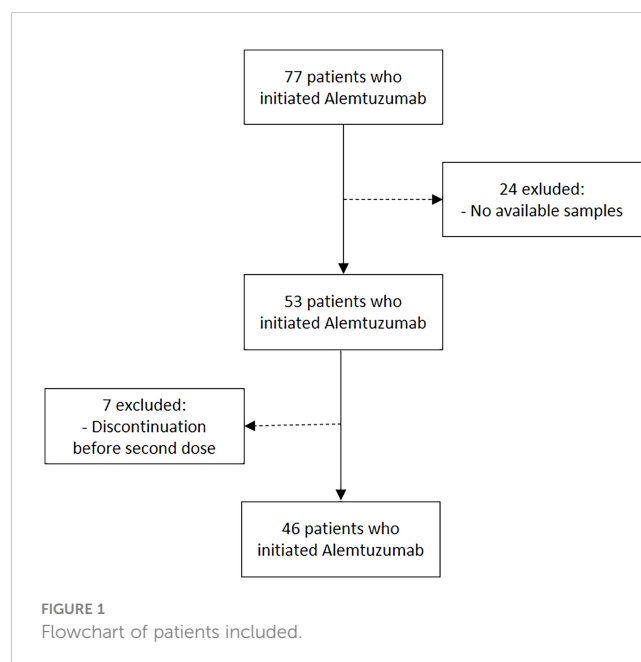 77 patients who
initiated Alemtuzumab
24 exluded:
- No available samples
53 patients who
initiated Alemtuzumab
7 excluded:
- Discontinuation
before second dose
46 patients who
initiated Alemtuzumab
FIGURE 1
Flowchart of patients included.